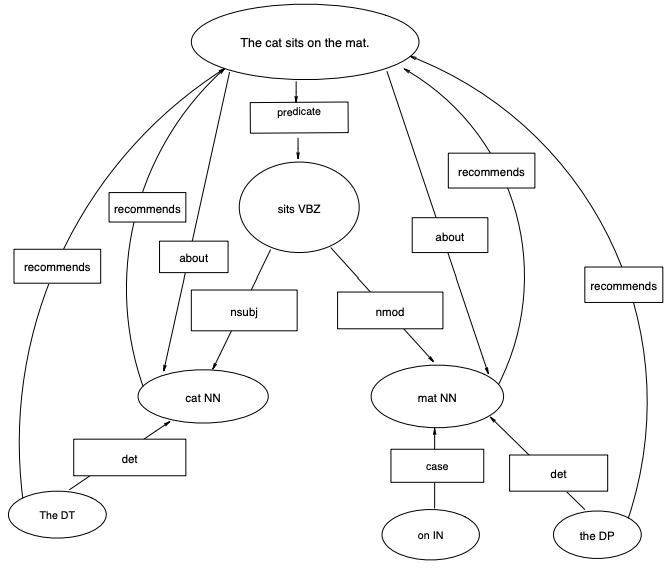 The cat sits on the mat.
predicate
recommends
recommends
sits VBZ
recommends
about
about
recommends
nsubj
nmod
cat NN
mat NN
det
case
det
The DT
on IN
the DP